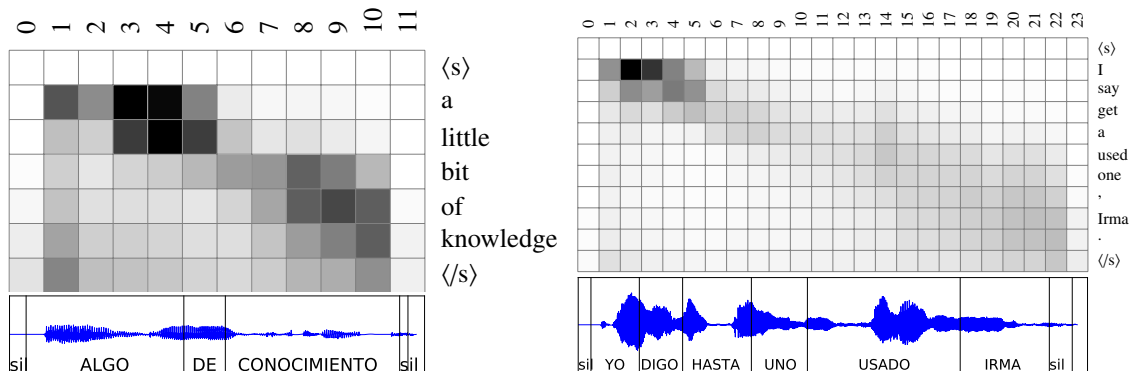 0 1 2 3 4 5 6 7 8 9 10 11
⟨s⟩
a
little
bit
of
knowledge
⟨/s⟩
sil ALGO DE CONOCIMIENTO sil
0 1 2 3 4 5 6 7 8 9 10 11 12 13 14 15 16 17 18 19 20 21 22 23
⟨s⟩
I
say
get
a
used
one
,
Irma
.
⟨/s⟩
sil YO DIGO HASTA UNO USADO IRMA sil